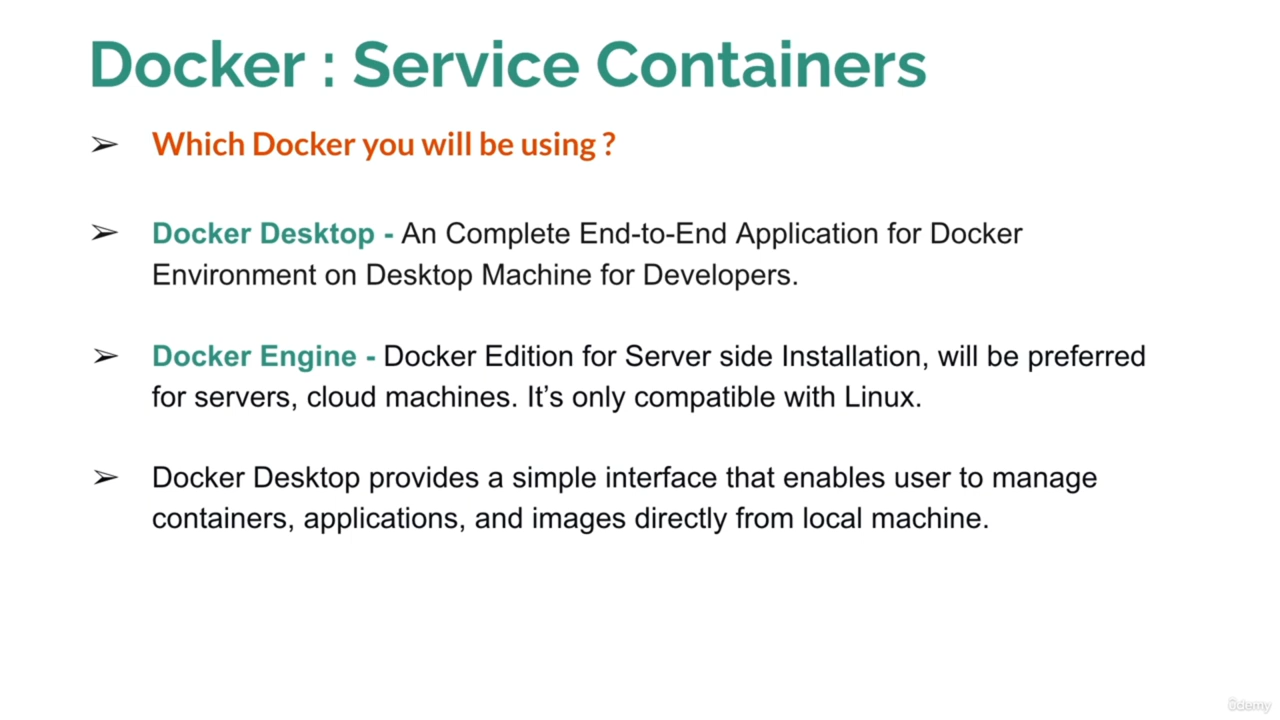 Docker : Service Containers
➢ Which Docker you will be using ?
➢ Docker Desktop - An Complete End-to-End Application for Docker
Environment on Desktop Machine for Developers.
➢ Docker Engine - Docker Edition for Server side Installation, will be preferred
for servers, cloud machines. It’s only compatible with Linux.
➢ Docker Desktop provides a simple interface that enables user to manage
containers, applications, and images directly from local machine.
ûdemy